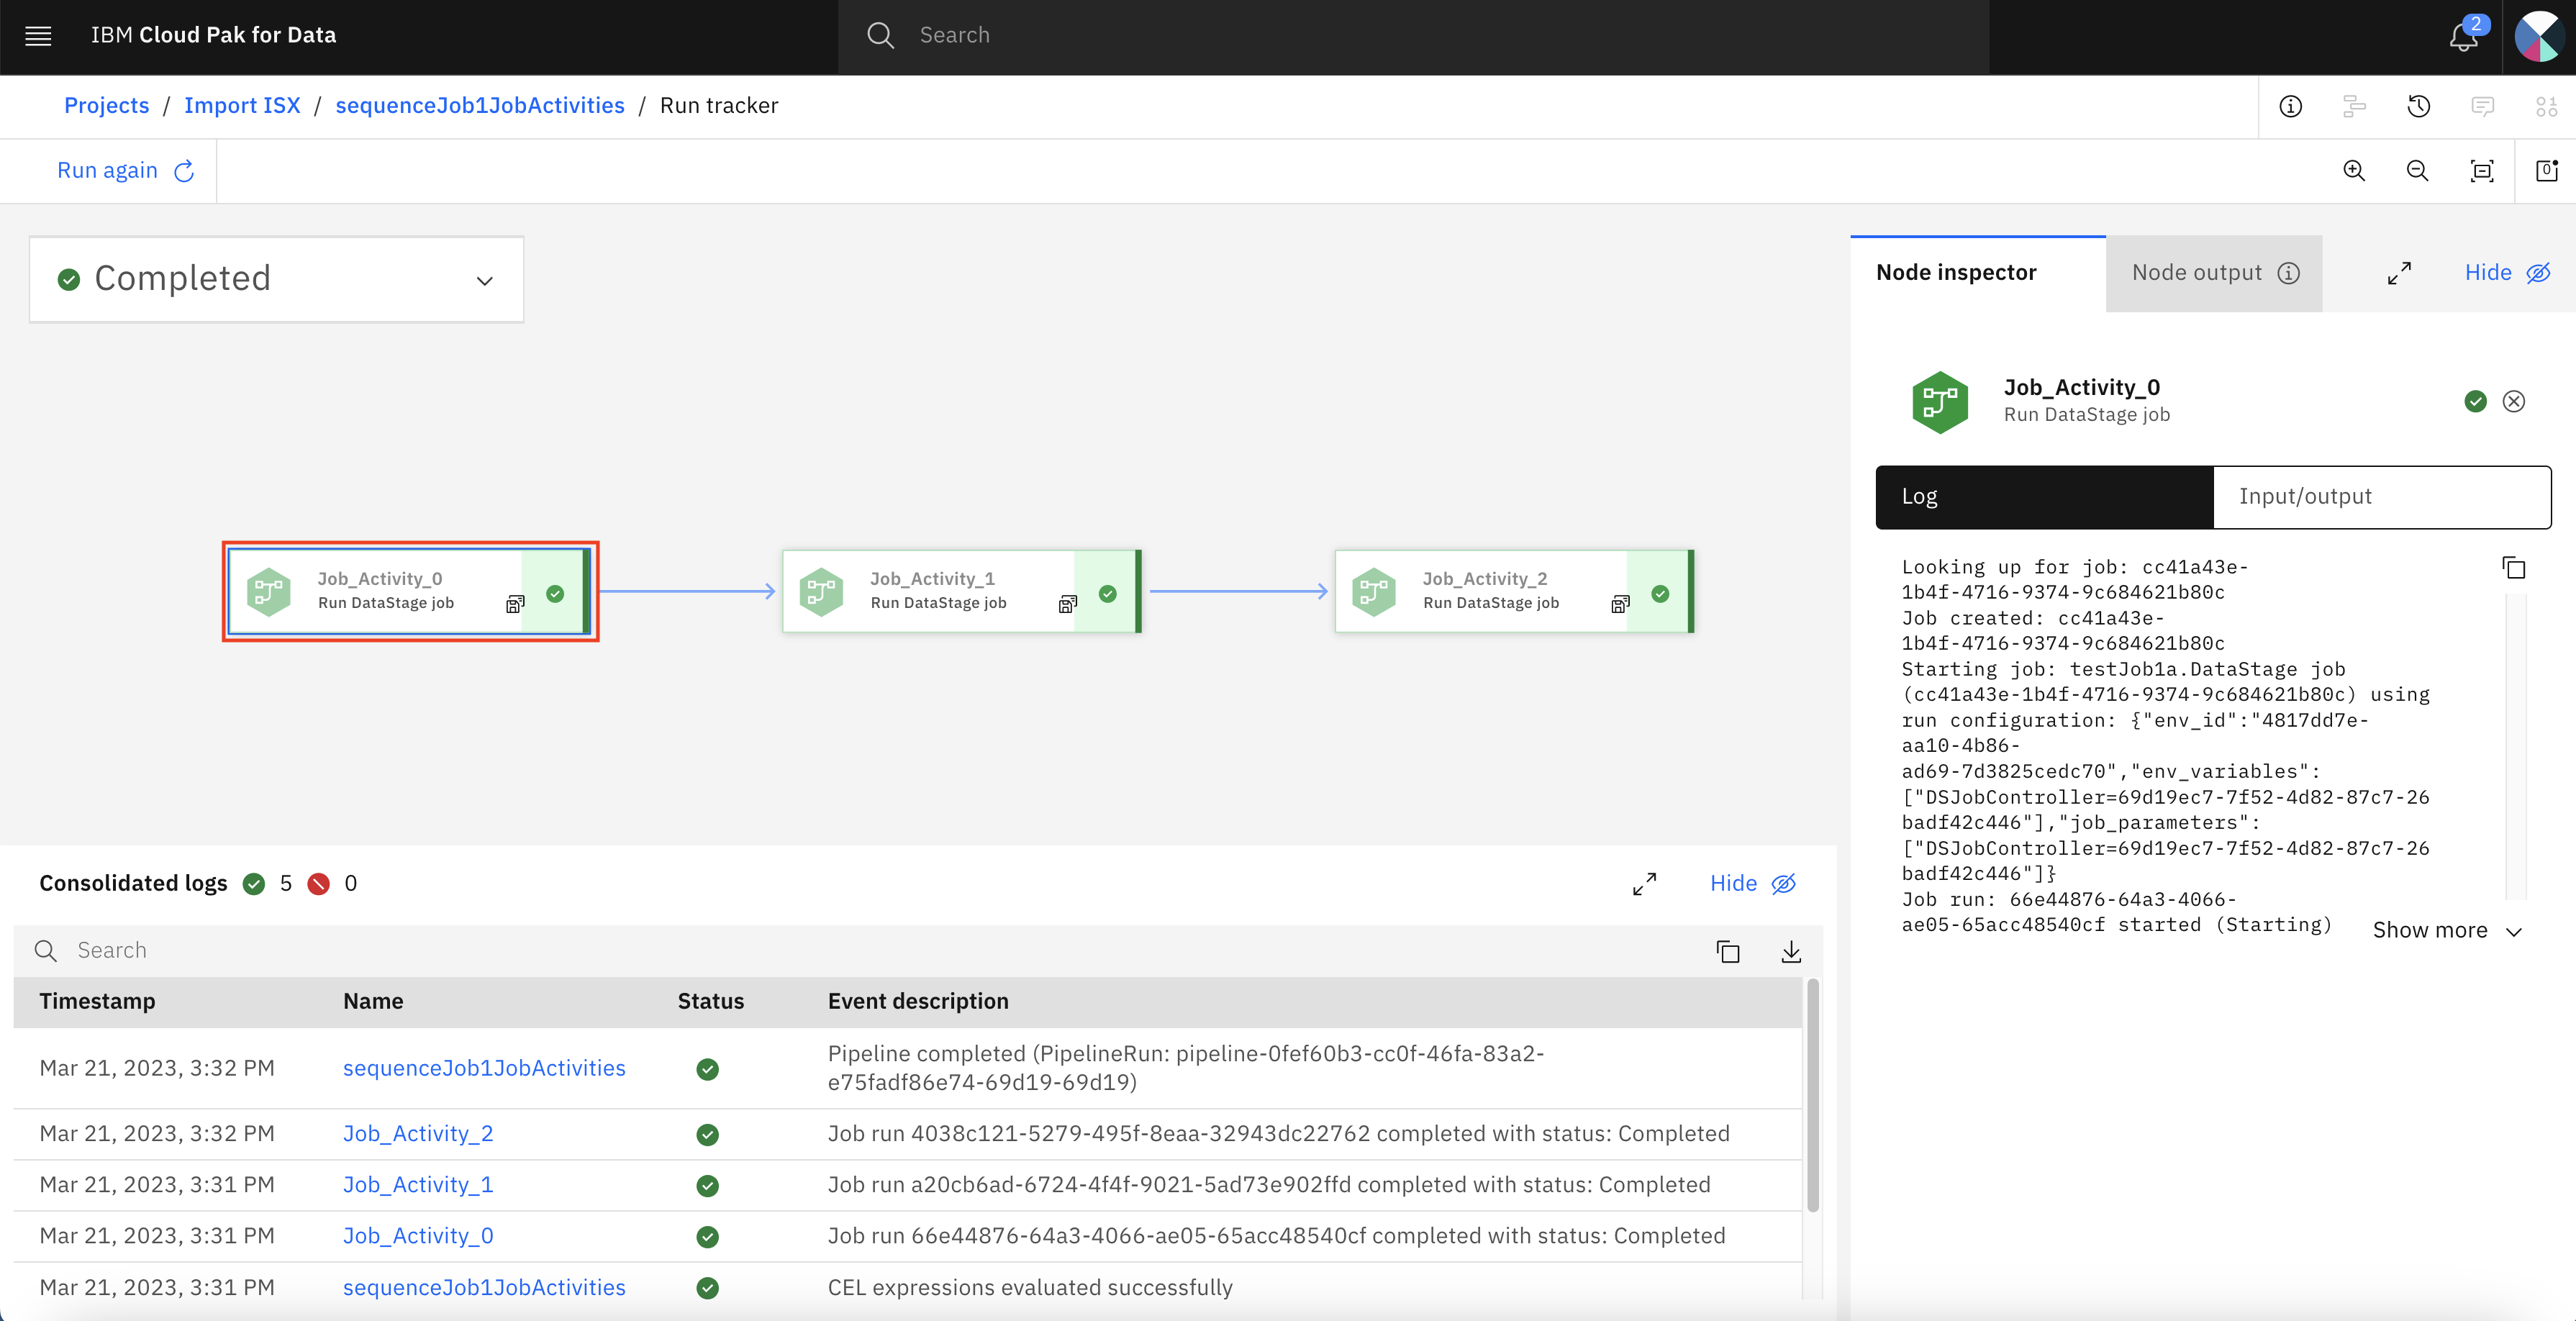 IBM Cloud Pak for Data
Search
2
Projects / Import ISX / sequenceJob1JobActivities / Run tracker
Run again
Completed
Job_Activity_0
Run DataStage job
Job_Activity_1
Run DataStage job
Job_Activity_2
Run DataStage job
Consolidated logs 5 0
Hide
Search
Timestamp Name Status Event description
Mar 21, 2023, 3:32 PM sequenceJob1JobActivities Pipeline completed (PipelineRun: pipeline-0fef60b3-cc0f-46fa-83a2-
e75fadf86e74-69d19-69d19)
Mar 21, 2023, 3:32 PM Job_Activity_2 Job run 4038c121-5279-495f-8eaa-32943dc22762 completed with status: Completed
Mar 21, 2023, 3:31 PM Job_Activity_1 Job run a20cb6ad-6724-4f4f-9021-5ad73e902ffd completed with status: Completed
Mar 21, 2023, 3:31 PM Job_Activity_0 Job run 66e44876-64a3-4066-ae05-65acc48540cf completed with status: Completed
Mar 21, 2023, 3:31 PM sequenceJob1JobActivities CEL expressions evaluated successfully
Node inspector
Node output
Hide
Job_Activity_0
Run DataStage job
Log
Input/output
Looking up for job: cc41a43e-
1b4f-4716-9374-9c684621b80c
Job created: cc41a43e-
1b4f-4716-9374-9c684621b80c
Starting job: testJob1a.DataStage job
(cc41a43e-1b4f-4716-9374-9c684621b80c) using
run configuration: {"env_id":"4817dd7e-
aa10-4b86-
ad69-7d3825cedc70","env_variables":
["DSJobController=69d19ec7-7f52-4d82-87c7-26
badf42c446"],"job_parameters":
["DSJobController=69d19ec7-7f52-4d82-87c7-26
badf42c446"]}
Job run: 66e44876-64a3-4066-
ae05-65acc48540cf started (Starting)
Show more